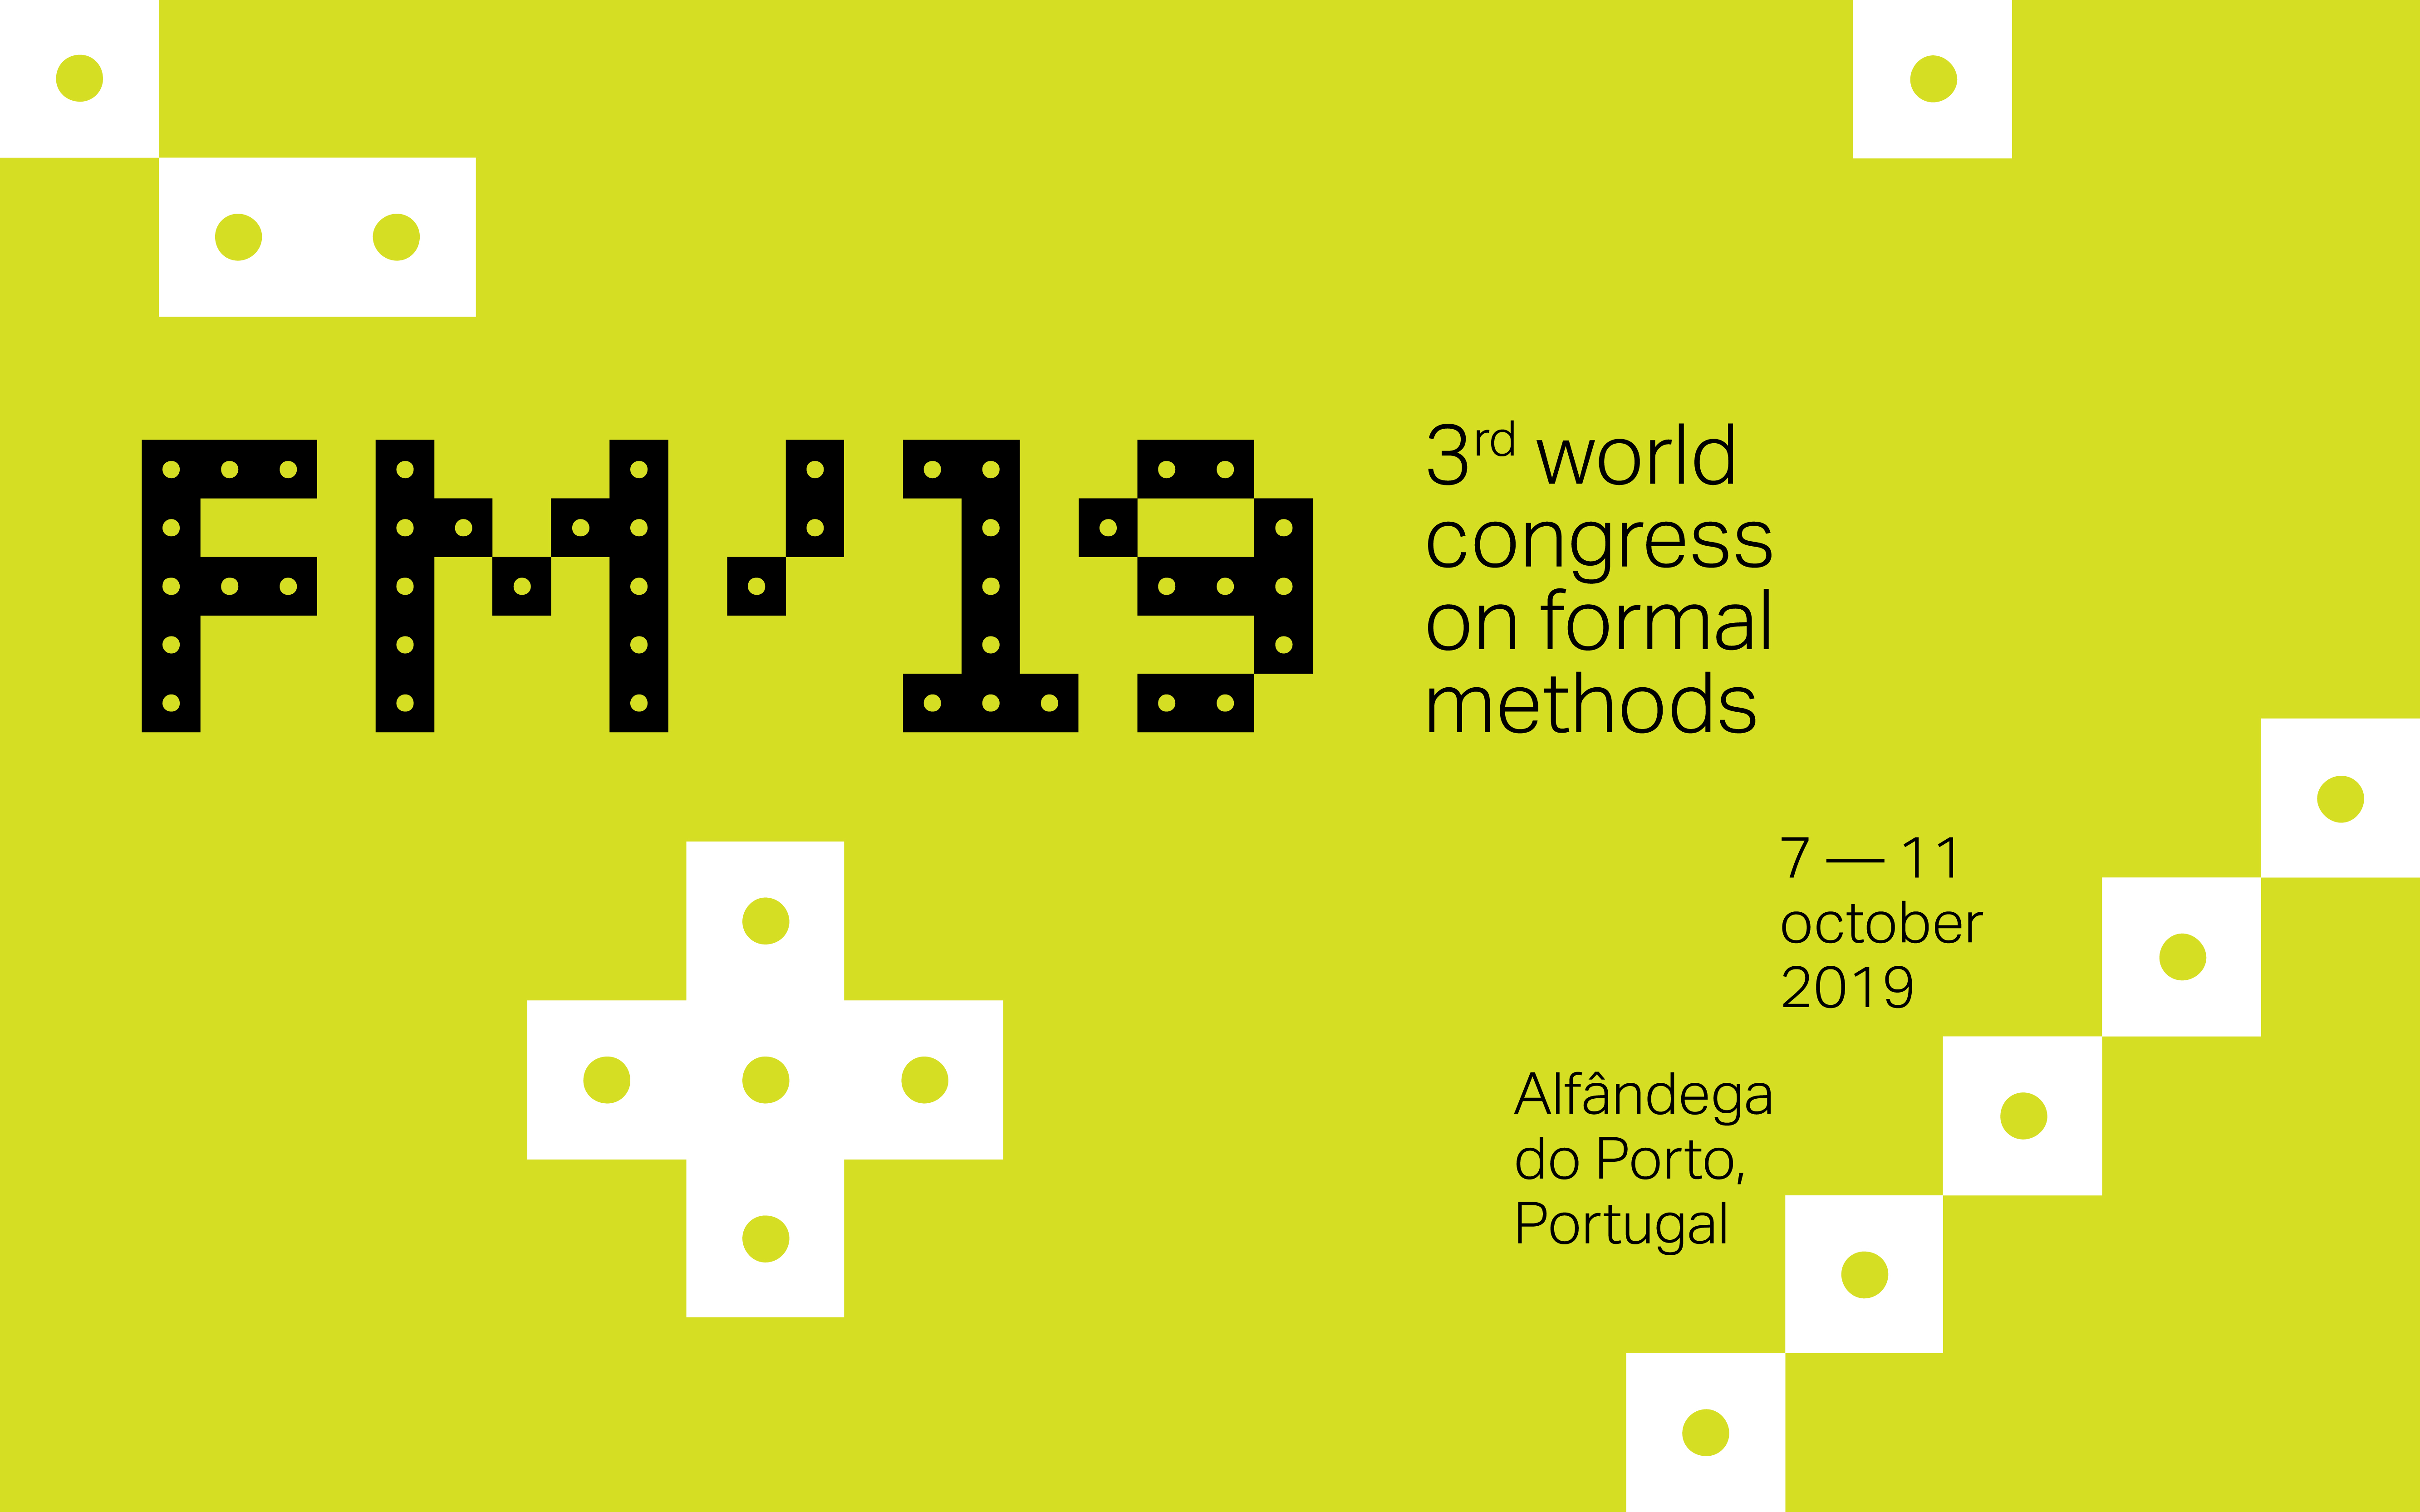 FM'19
3rd world
congress
on formal
methods
7 — 11
october
2019
Alfândega
do Porto,
Portugal